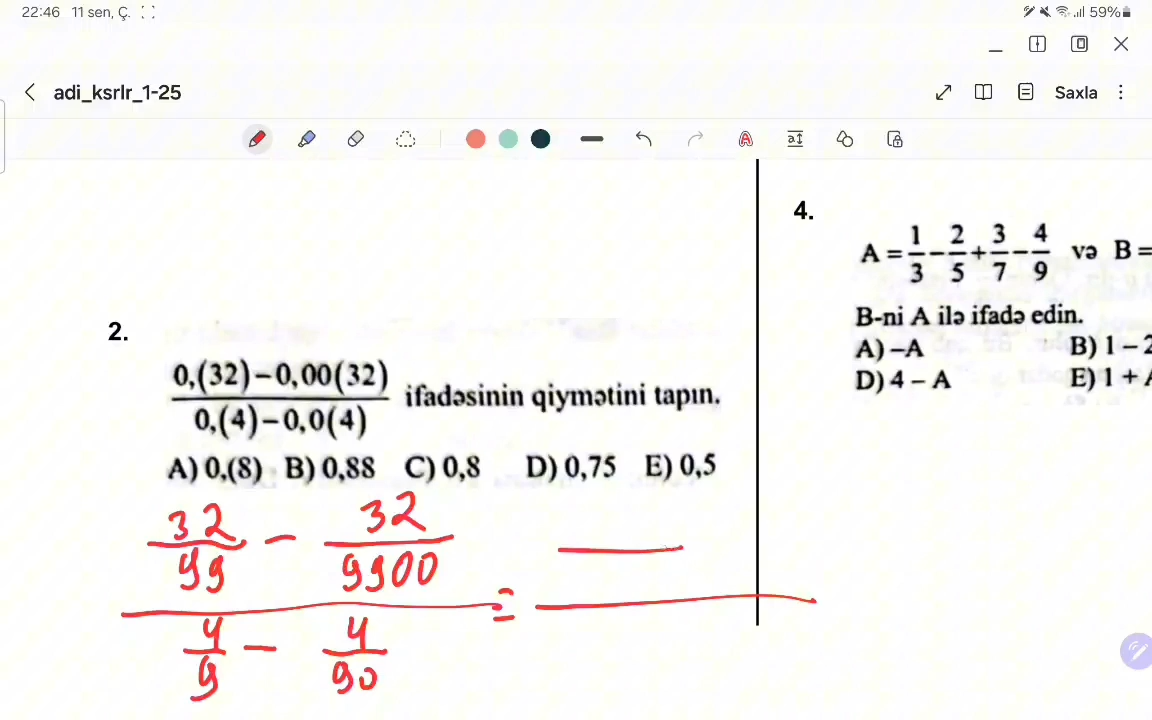 22:46 11 sen, Ç. 59%
adi_ksrlr_1-25 Saxla
2.
0,(32)−0,00(32)
0,(4)−0,0(4)
ifadəsinin qiymətini tapın.
A) 0,(8) B) 0,88 C) 0,8 D) 0,75 E) 0,5
32/99 − 32/9900
4/9 − 4/90
=
4.
A = 1/3 − 2/5 + 3/7 − 4/9 və B =
B-ni A ilə ifadə edin.
A) –A B) 1 – 2
D) 4 – A E) 1 + A